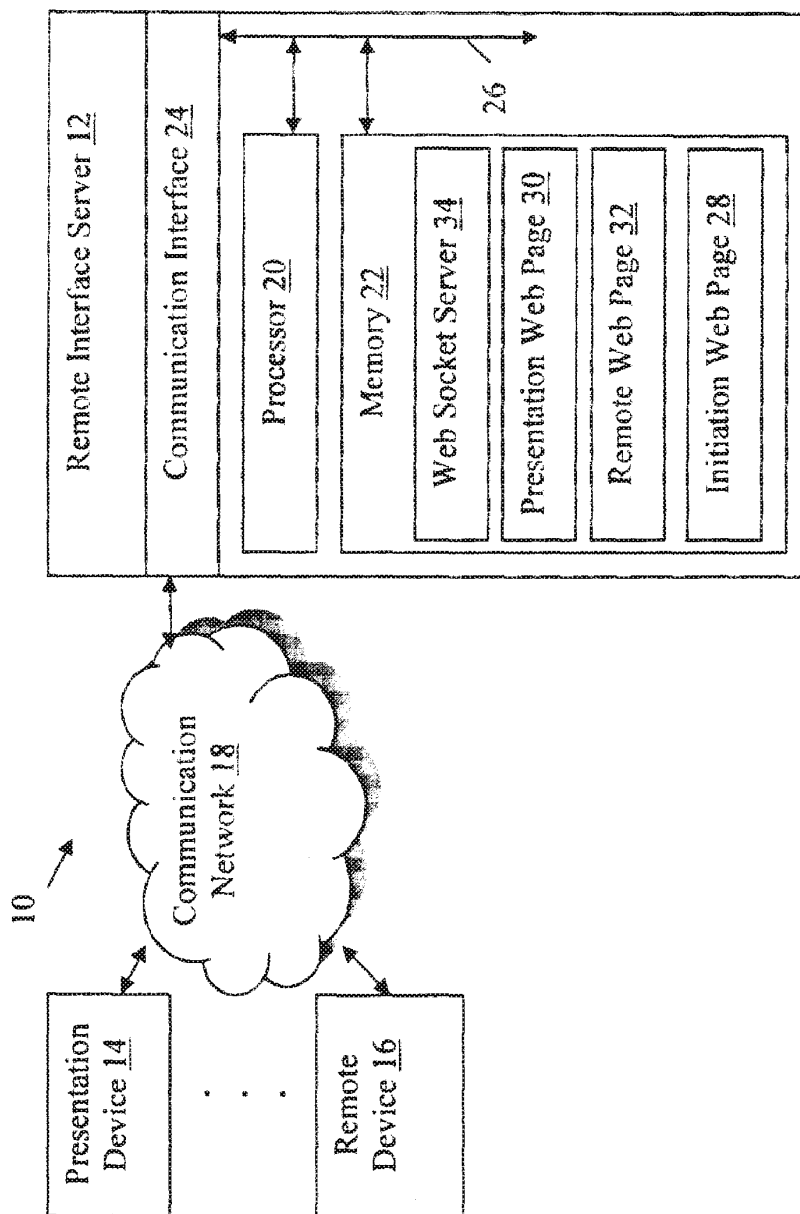 10
Presentation
Device 14
. . .
Remote
Device 16
Communication
Network 18
Remote Interface Server 12
Communication Interface 24
Processor 20
26
Memory 22
Web Socket Server 34
Presentation Web Page 30
Remote Web Page 32
Initiation Web Page 28